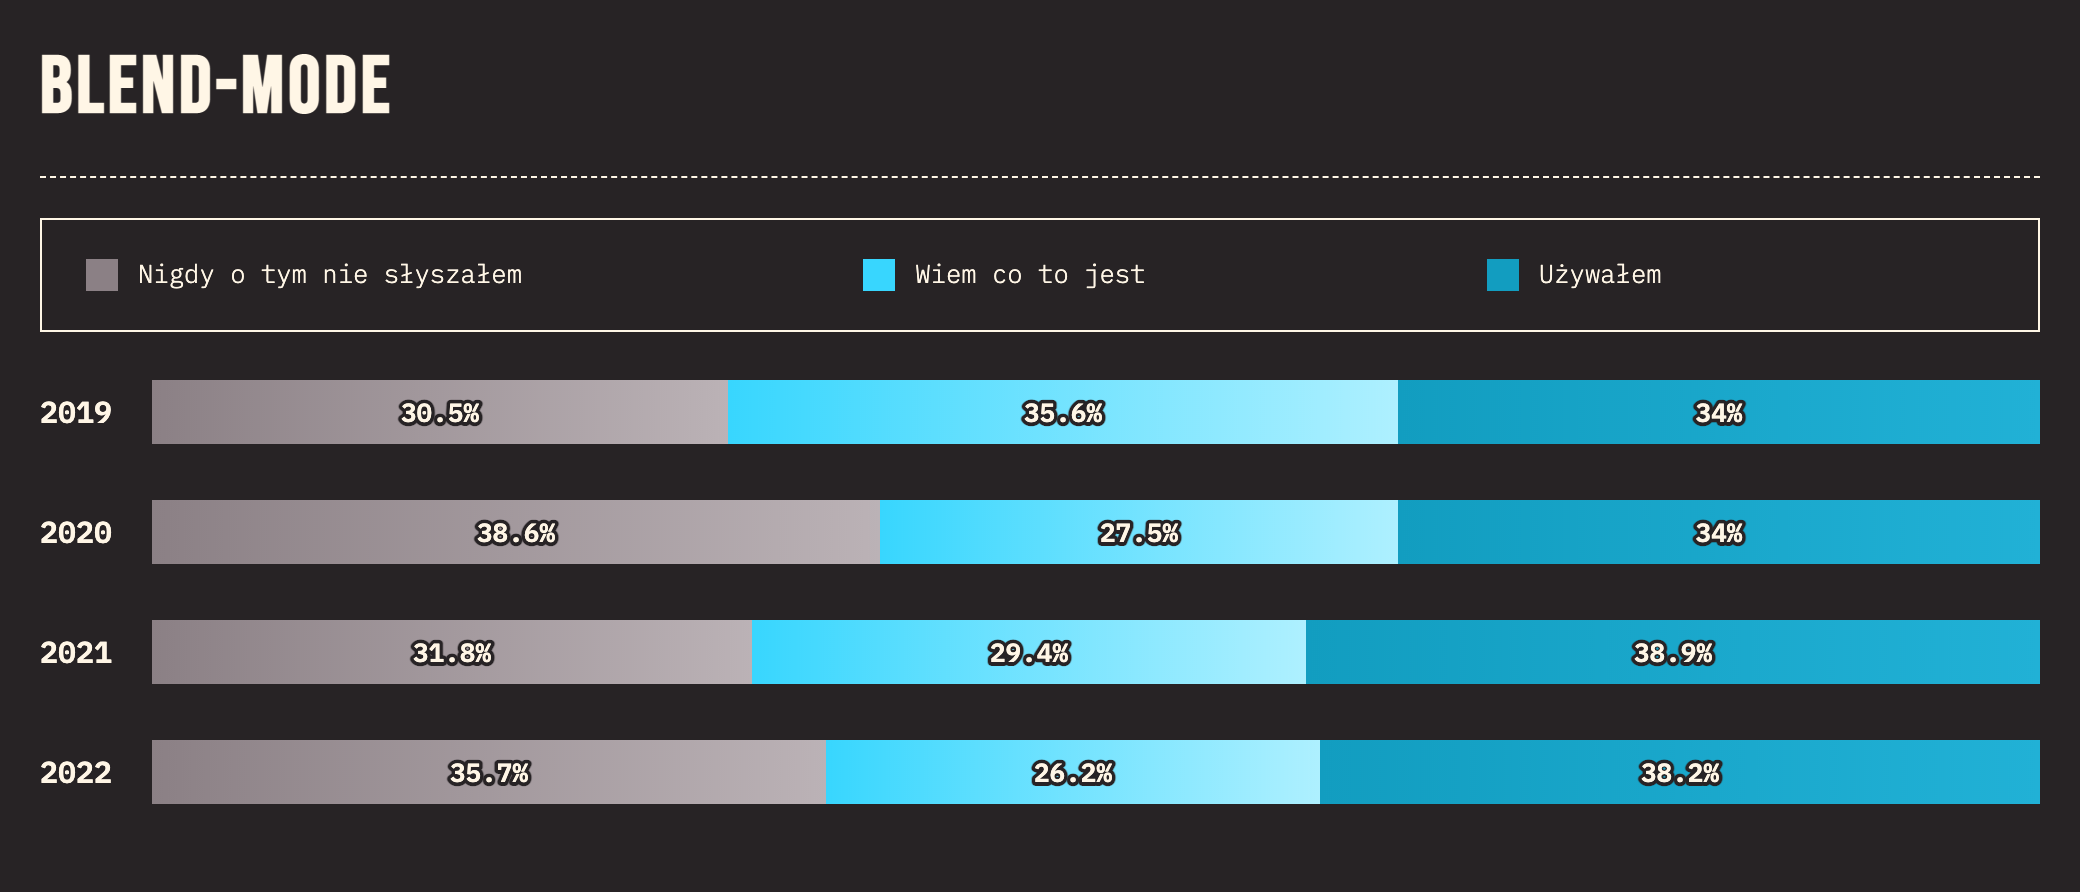 BLEND-MODE
Nigdy o tym nie słyszałem Wiem co to jest Używałem
2019 30.5% 35.6% 34%
2020 38.6% 27.5% 34%
2021 31.8% 29.4% 38.9%
2022 35.7% 26.2% 38.2%